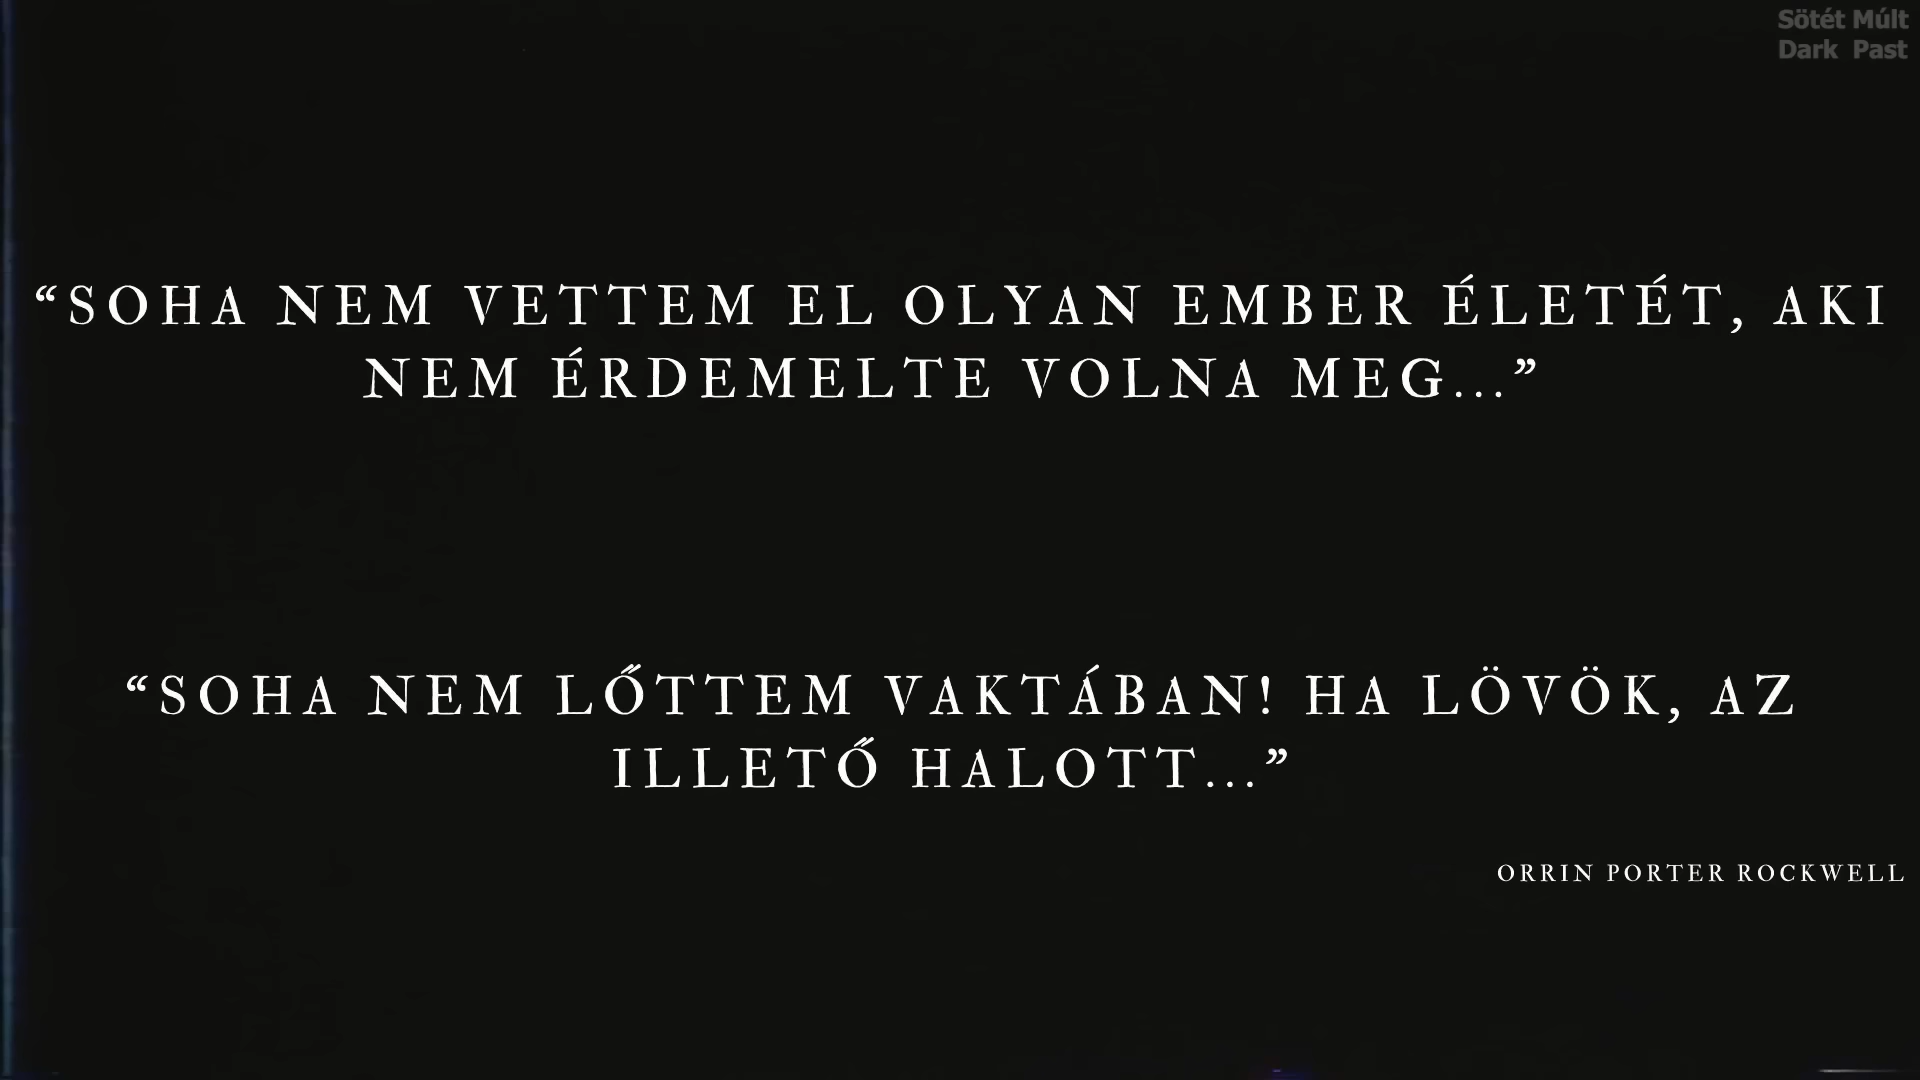 Sötét Múlt
Dark Past
“SOHA NEM VETTEM EL OLYAN EMBER ÉLETÉT, AKI
NEM ÉRDEMELTE VOLNA MEG...”
“SOHA NEM LŐTTEM VAKTÁBAN! HA LÖVÖK, AZ
ILLETŐ HALOTT...”
ORRIN PORTER ROCKWELL